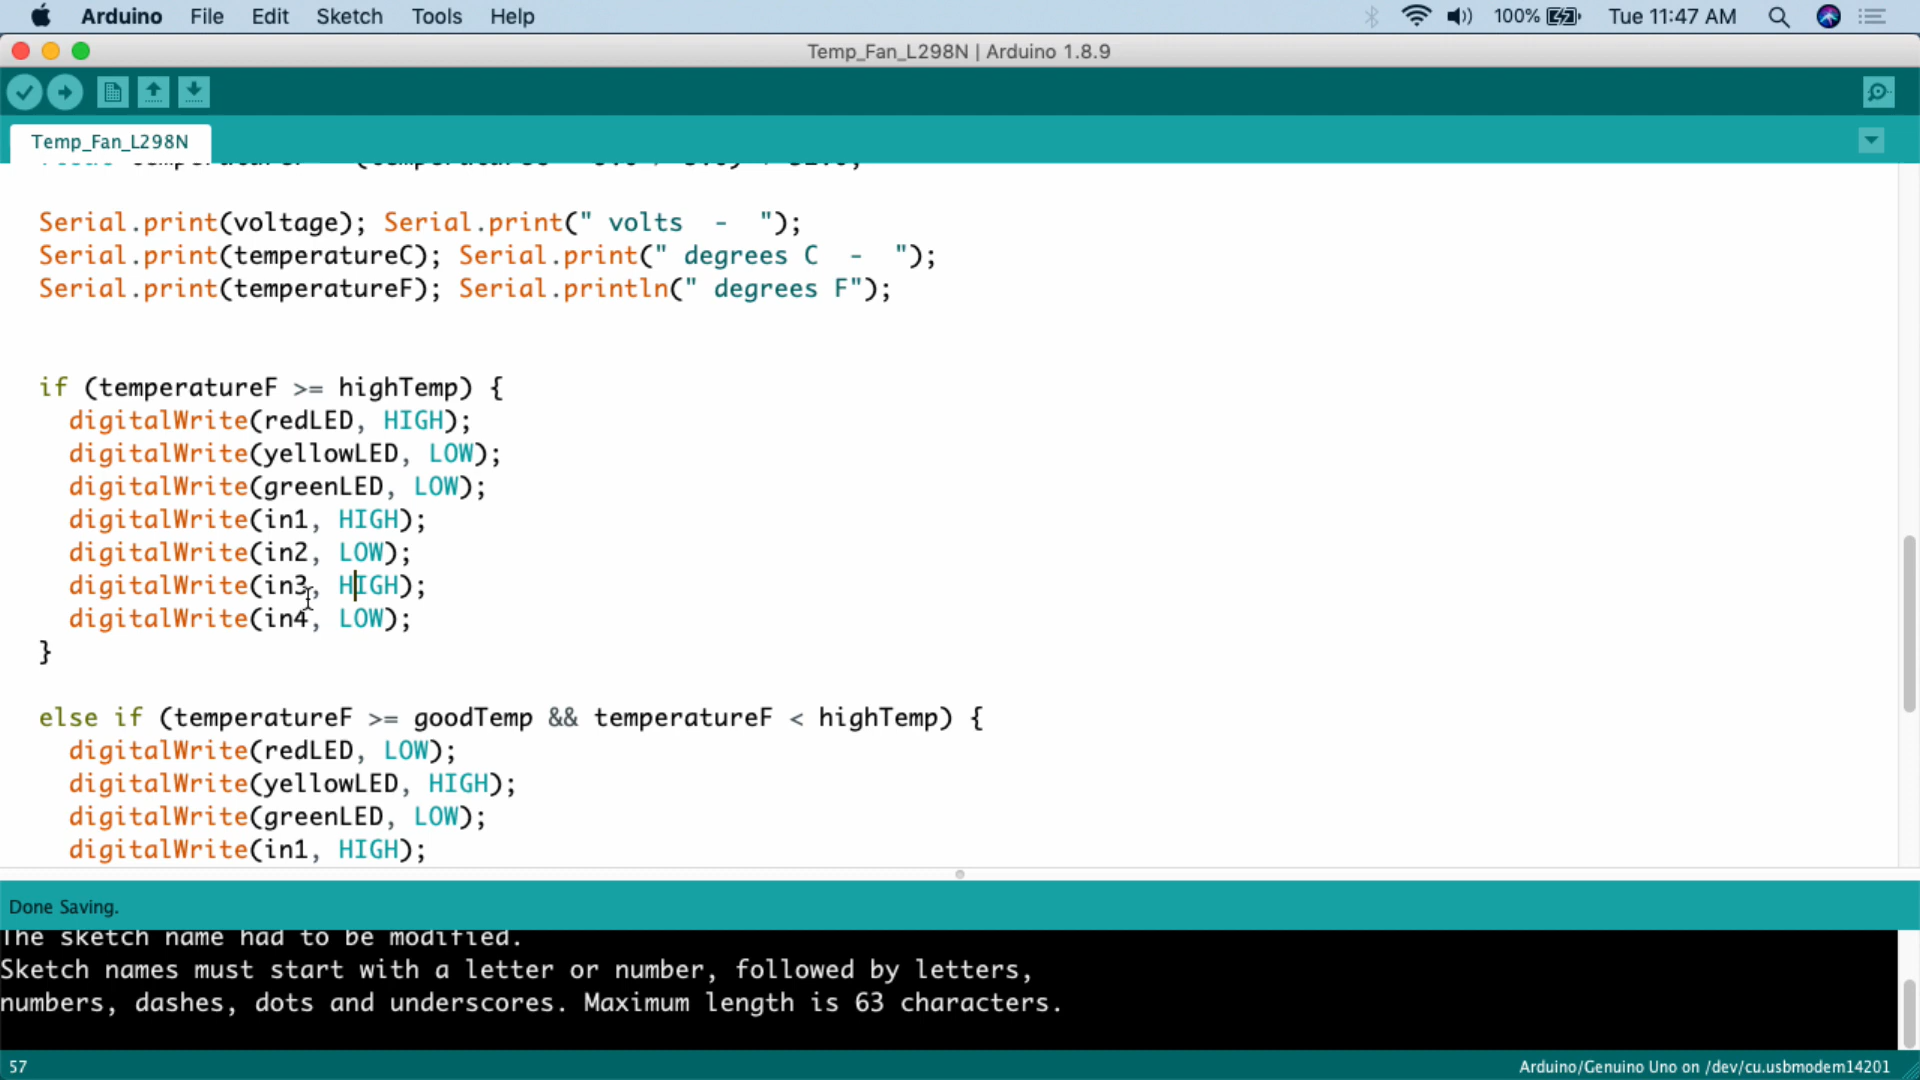 Arduino File Edit Sketch Tools Help 100% Tue 11:47 AM
Temp_Fan_L298N | Arduino 1.8.9
Temp_Fan_L298N
Serial.print(voltage); Serial.print(" volts  -  ");
Serial.print(temperatureC); Serial.print(" degrees C  -  ");
Serial.print(temperatureF); Serial.println(" degrees F");
if (temperatureF >= highTemp) {
digitalWrite(redLED, HIGH);
digitalWrite(yellowLED, LOW);
digitalWrite(greenLED, LOW);
digitalWrite(in1, HIGH);
digitalWrite(in2, LOW);
digitalWrite(in3, HIGH);
digitalWrite(in4, LOW);
}
else if (temperatureF >= goodTemp && temperatureF < highTemp) {
digitalWrite(redLED, LOW);
digitalWrite(yellowLED, HIGH);
digitalWrite(greenLED, LOW);
digitalWrite(in1, HIGH);
Done Saving.
The sketch name had to be modified.
Sketch names must start with a letter or number, followed by letters,
numbers, dashes, dots and underscores. Maximum length is 63 characters.
57 Arduino/Genuino Uno on /dev/cu.usbmodem14201